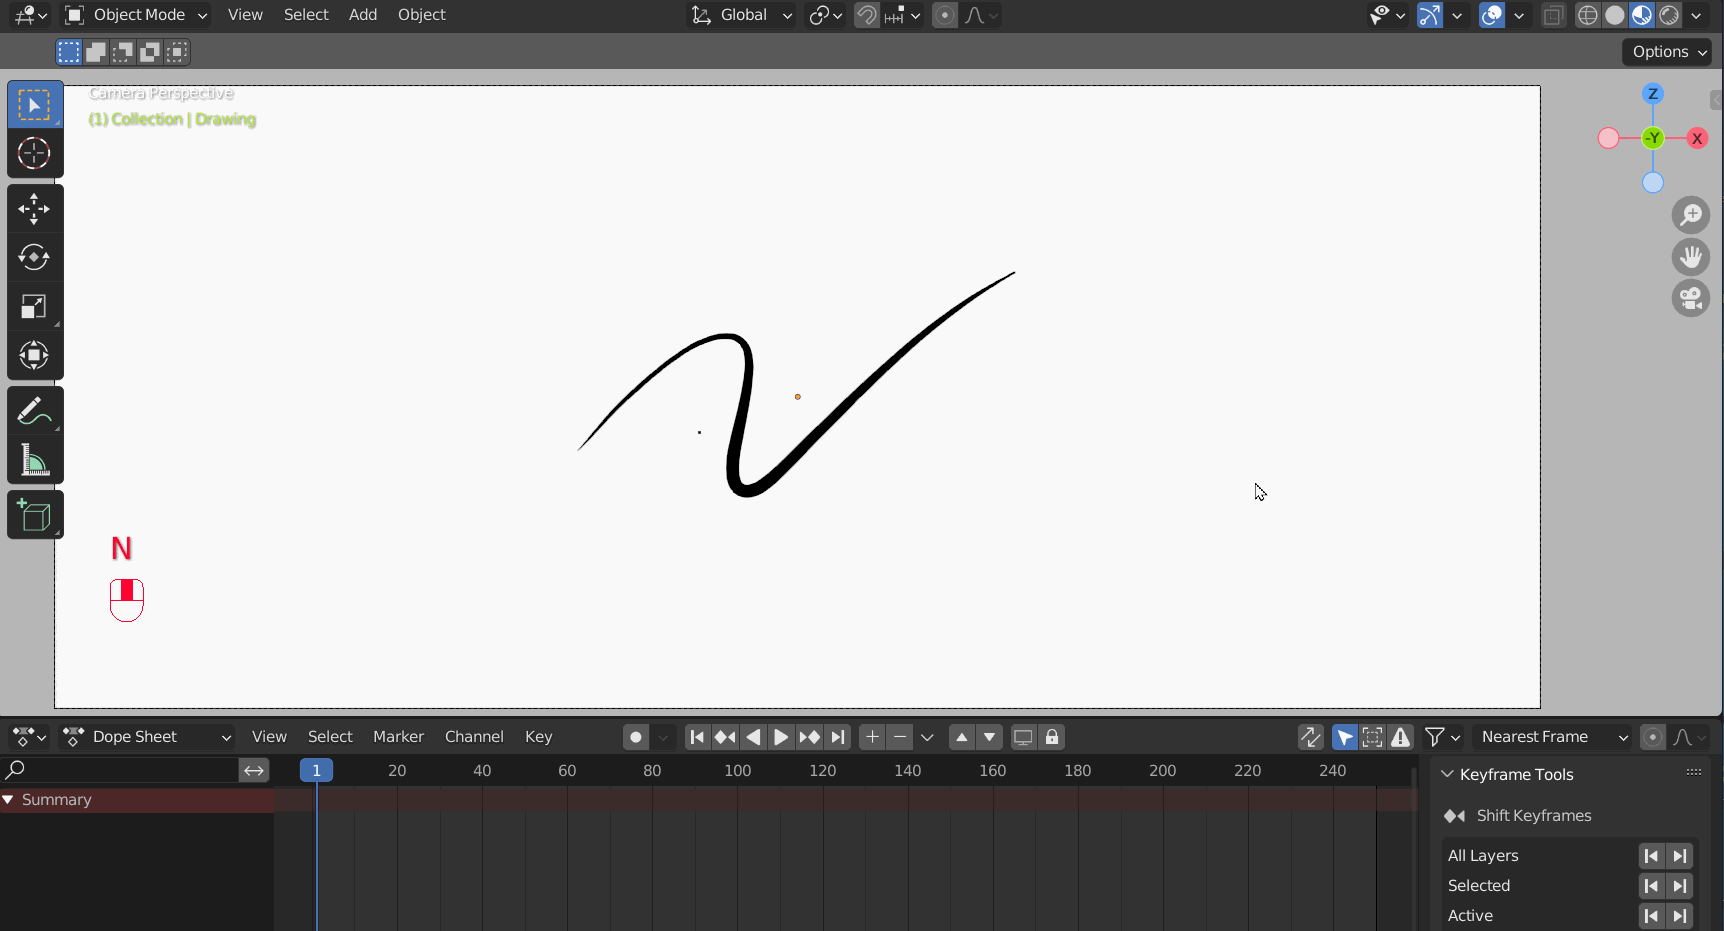 Object Mode View Select Add Object Global
Options
Camera Perspective
(1) Collection | Drawing
Z
-Y X
N
Dope Sheet View Select Marker Channel Key Nearest Frame
1 20 40 60 80 100 120 140 160 180 200 220 240
Keyframe Tools
Summary
Shift Keyframes
All Layers
Selected
Active